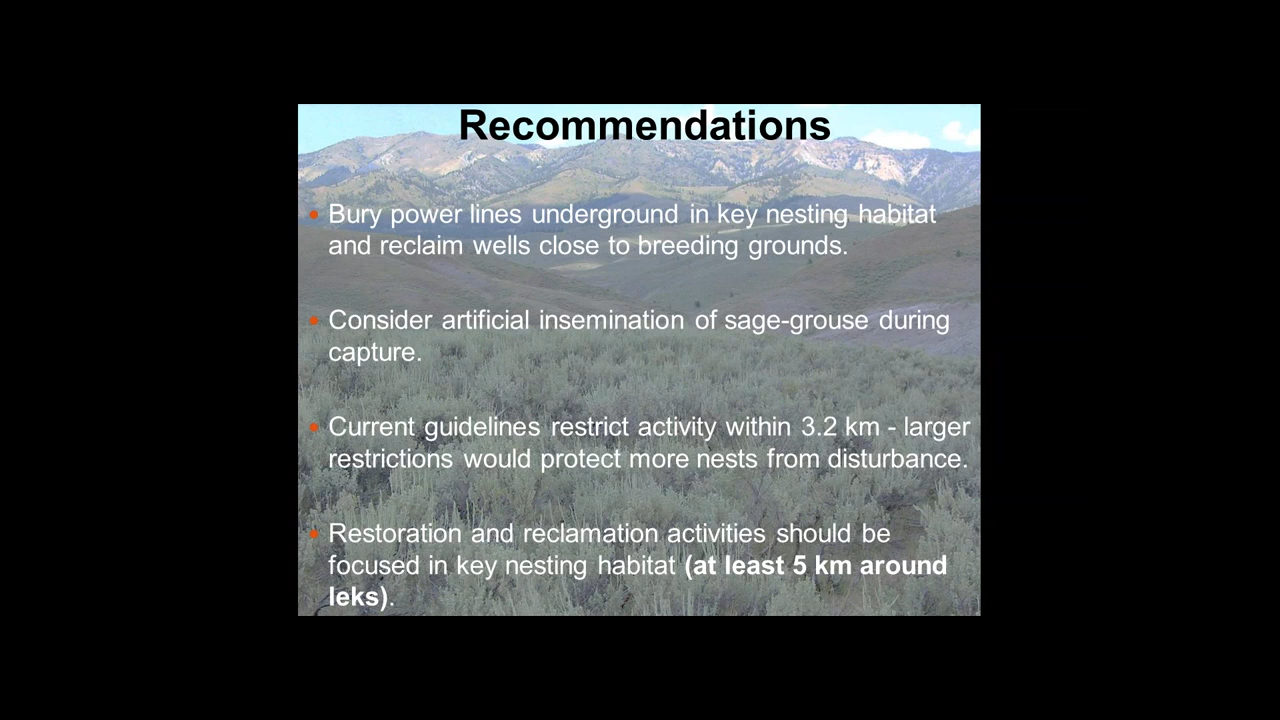 Recommendations
Bury power lines underground in key nesting habitat
and reclaim wells close to breeding grounds.
Consider artificial insemination of sage-grouse during
capture.
Current guidelines restrict activity within 3.2 km - larger
restrictions would protect more nests from disturbance.
Restoration and reclamation activities should be
focused in key nesting habitat (at least 5 km around
leks).